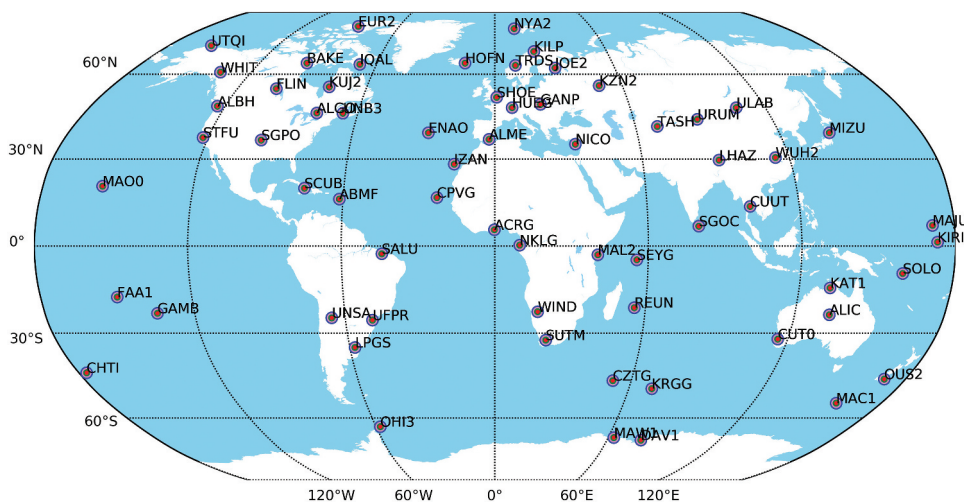 EUR2
NYA2
UTQI
KILP
BAKE
IQAL
HOFN
TRDS
JOE2
60°N
WHIT
FLIN
KUJ2
KZN2
SHOE
HUEG
GANP
ULAB
ALBH
ALGO
UNB3
URUM
TASH
STFU
SGPO
ENAO
ALME
NICO
MIZU
30°N
IZAN
LHAZ
WUH2
MAO0
SCUB
ABMF
CPVG
CUUT
ACRG
SGOC
MAJU
0°
NKLG
KIRI
SALU
MAL2
SEYG
SOLO
FAA1
GAMB
KAT1
UNSA
UFPR
WIND
REUN
ALIC
30°S
LPGS
SUTM
CUT0
CHTI
CZTG
KRGG
OUS2
MAC1
60°S
OHI3
MAW1
DAV1
120°W
60°W
0°
60°E
120°E